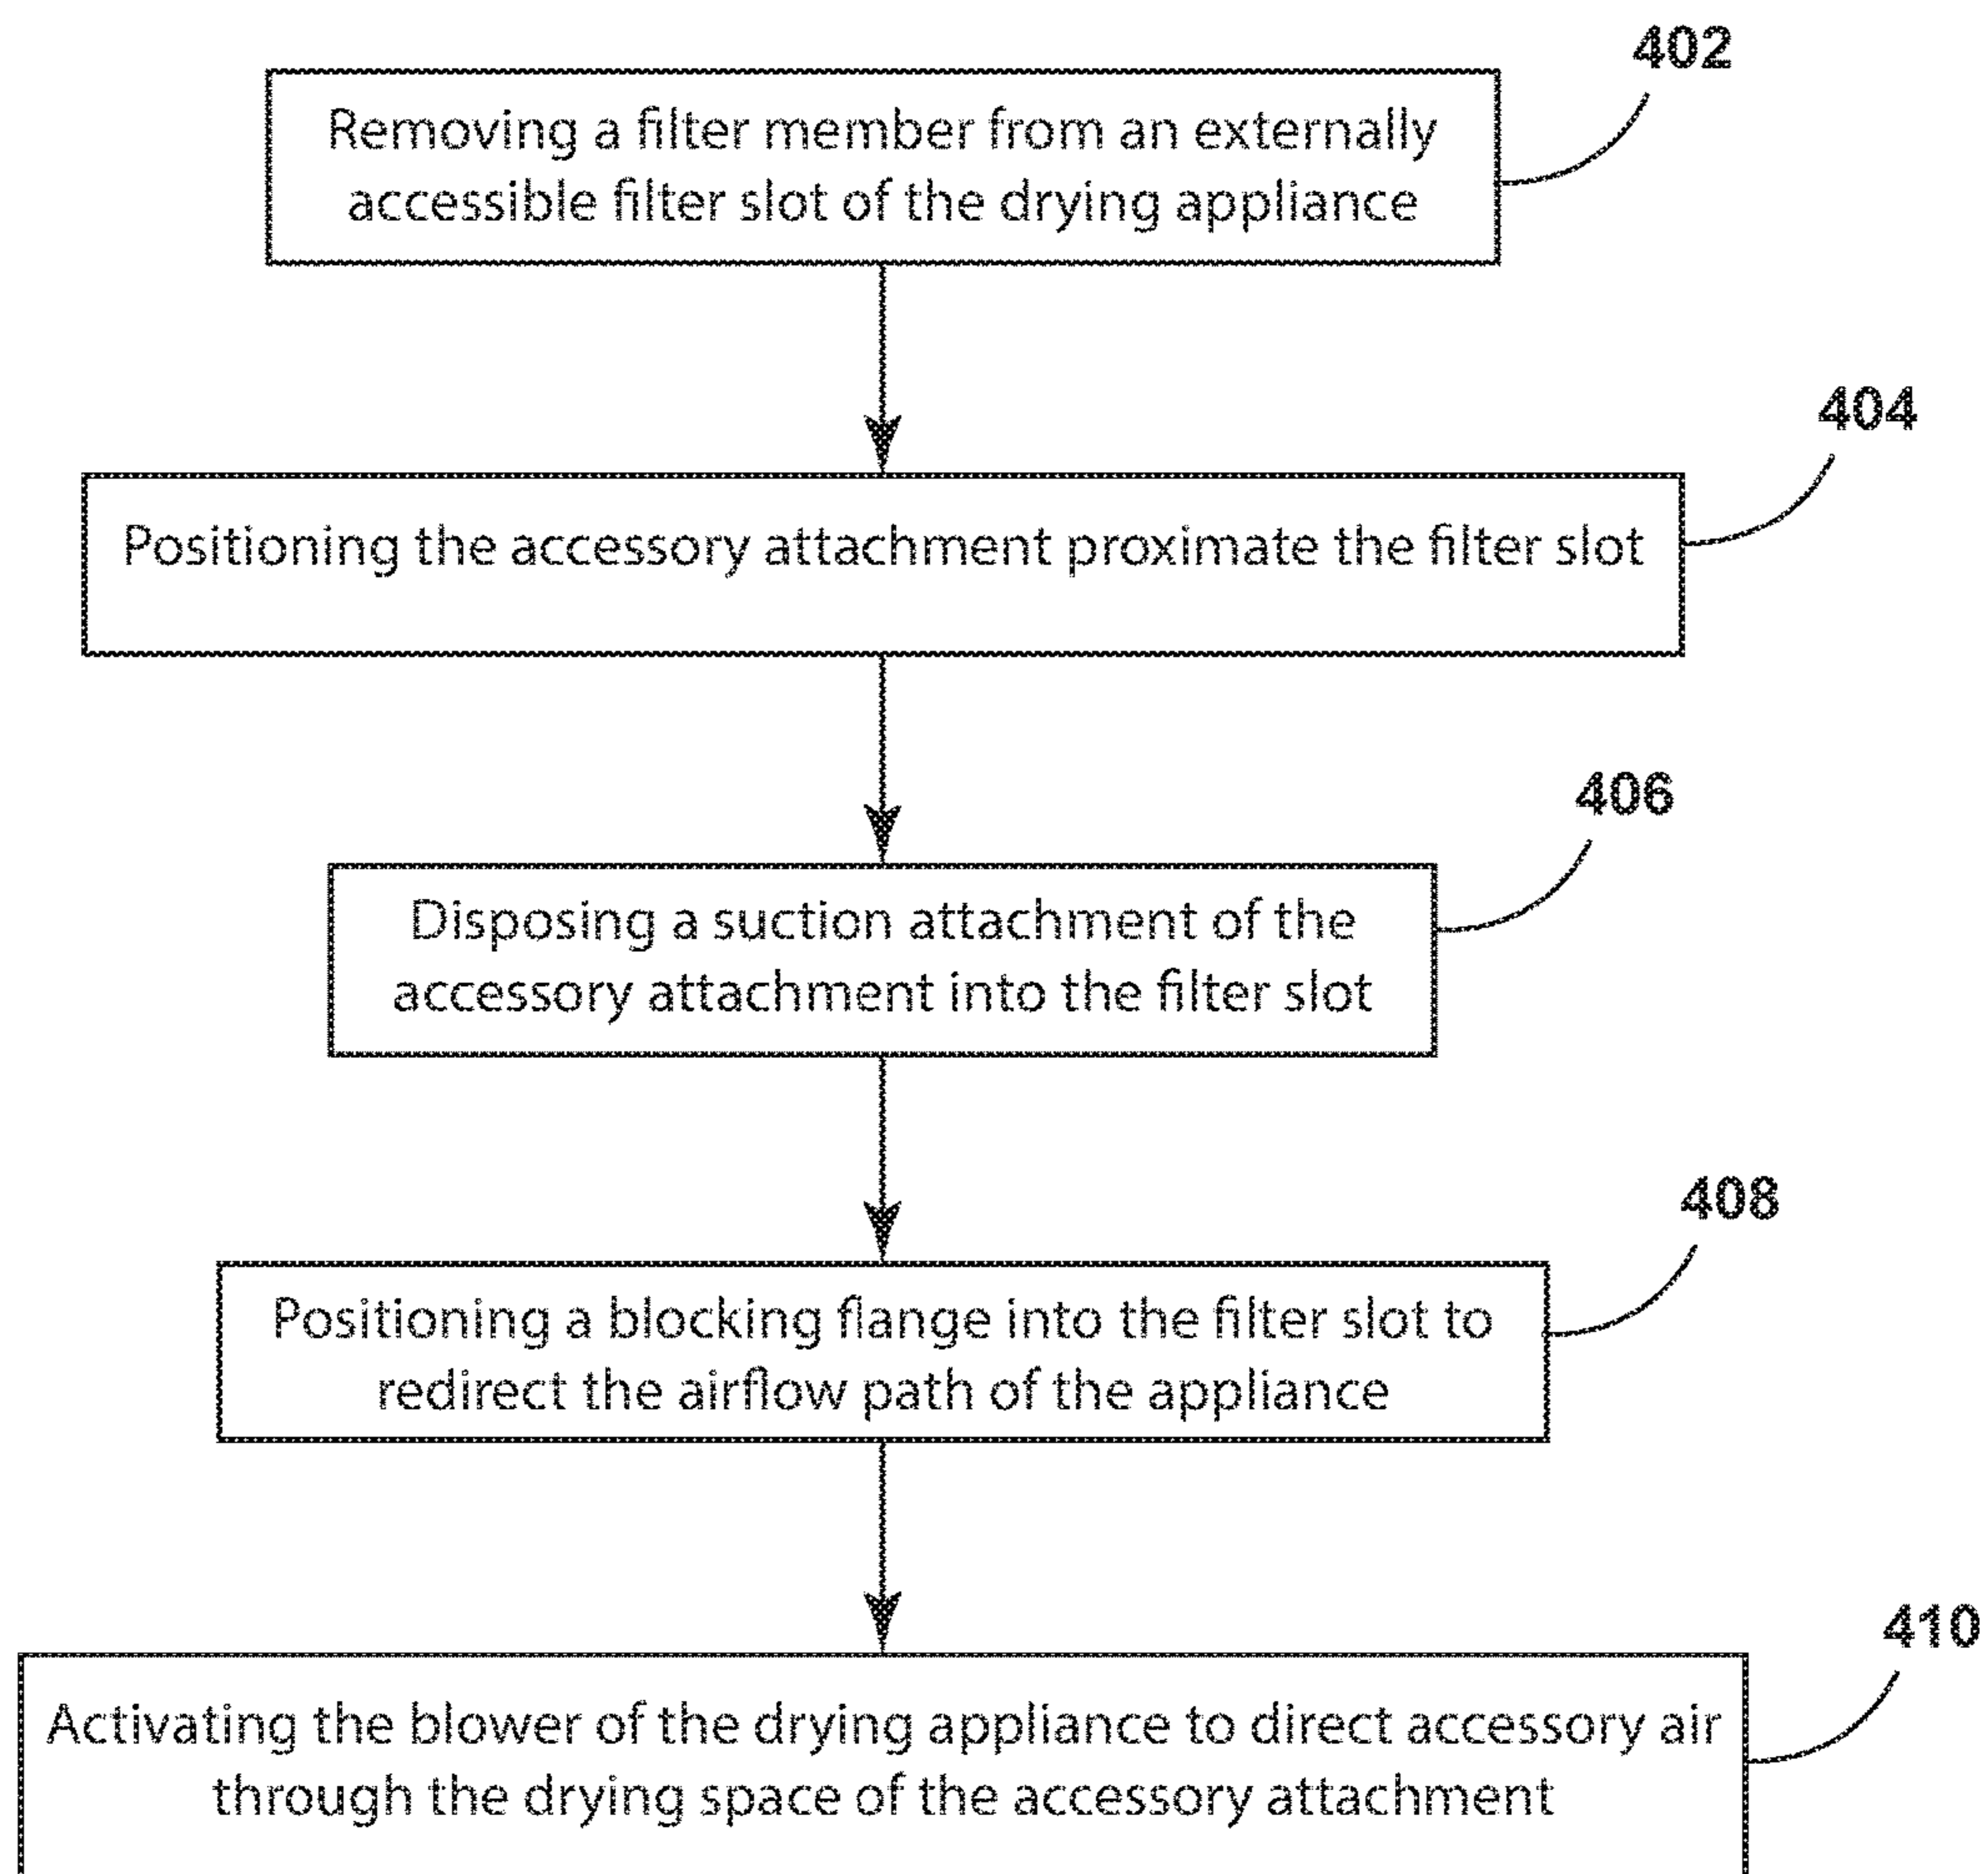 402
Removing a filter member from an externally
accessible filter slot of the drying appliance
404
Positioning the accessory attachment proximate the filter slot
406
Disposing a suction attachment of the
accessory attachment into the filter slot
408
Positioning a blocking flange into the filter slot to
redirect the airflow path of the appliance
410
Activating the blower of the drying appliance to direct accessory air
through the drying space of the accessory attachment